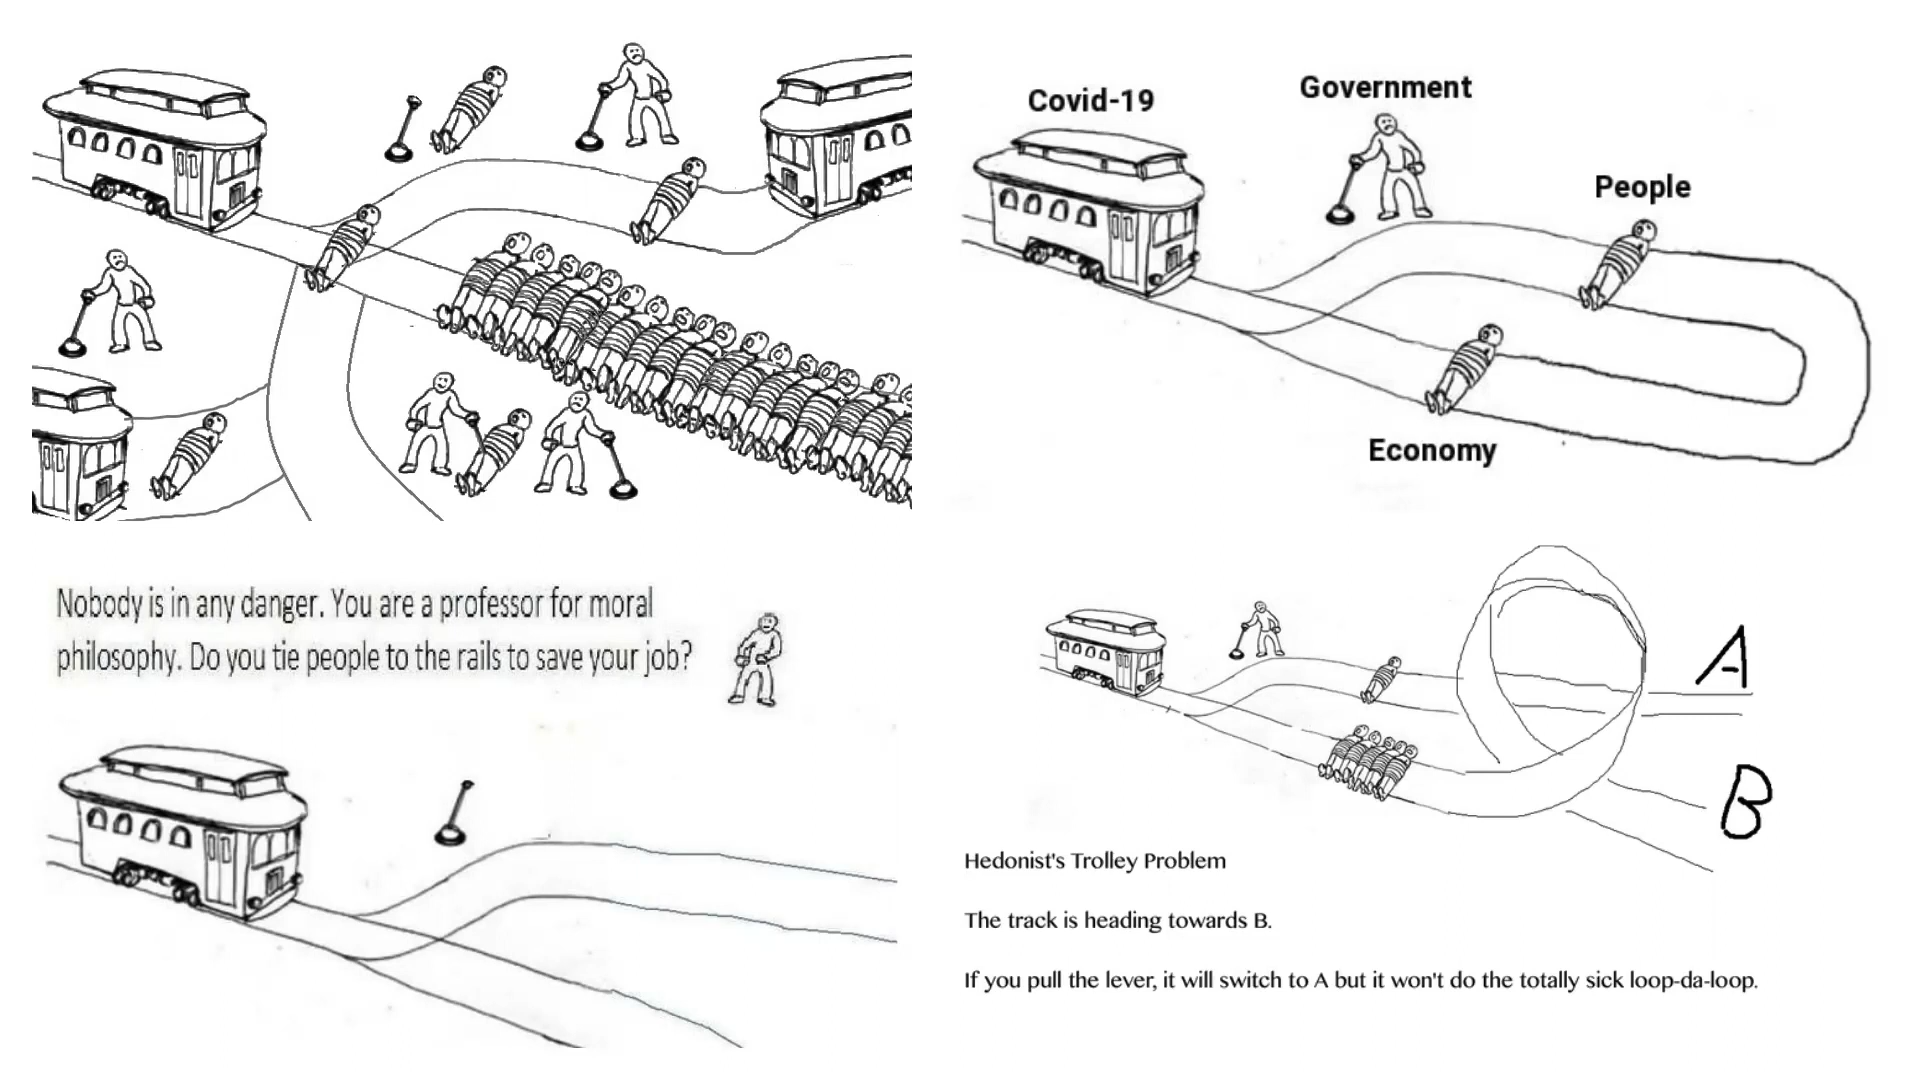 Covid-19
Government
People
Economy
Nobody is in any danger. You are a professor for moral
philosophy. Do you tie people to the rails to save your job?
A
B
Hedonist's Trolley Problem
The track is heading towards B.
If you pull the lever, it will switch to A but it won't do the totally sick loop-da-loop.